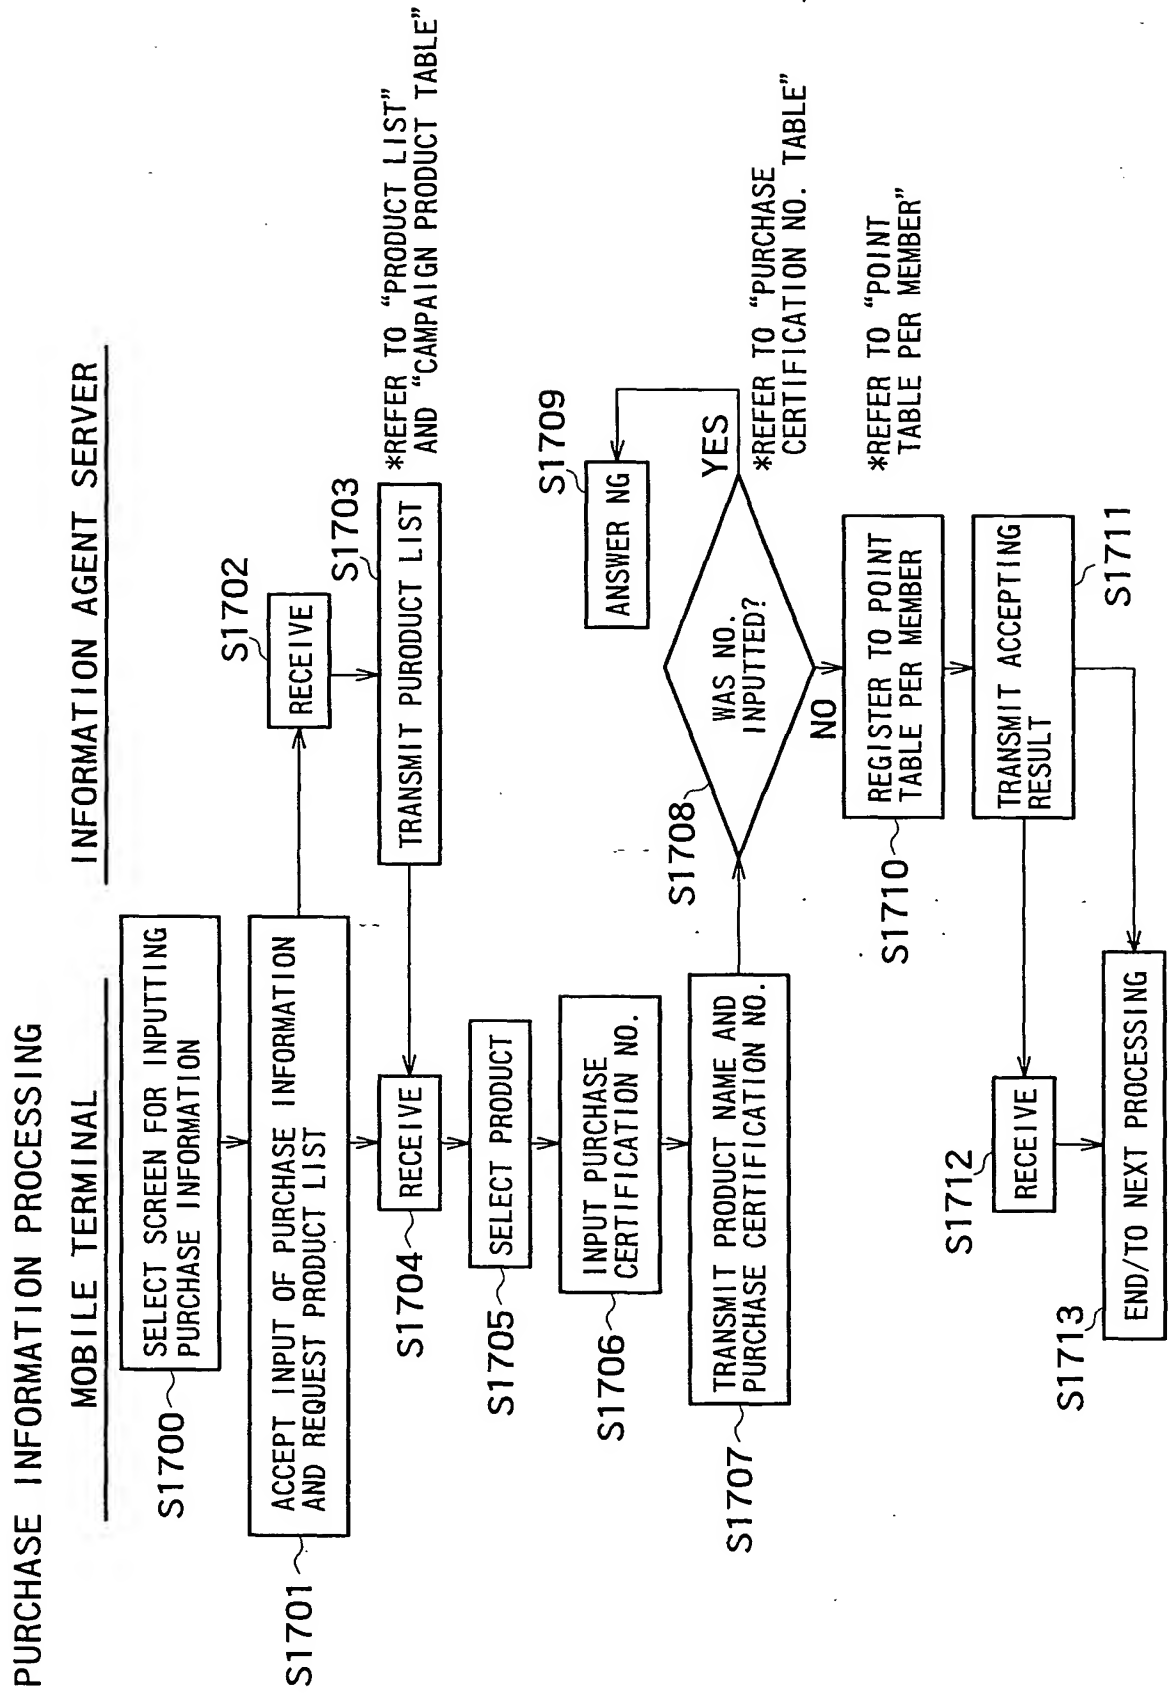 PURCHASE INFORMATION PROCESSING
MOBILE TERMINAL
INFORMATION AGENT SERVER
S1700
SELECT SCREEN FOR INPUTTING
PURCHASE INFORMATION
S1701
ACCEPT INPUT OF PURCHASE INFORMATION
AND REQUEST PRODUCT LIST
S1702
RECEIVE
S1703
TRANSMIT PURODUCT LIST
*REFER TO “PRODUCT LIST”
AND “CAMPAIGN PRODUCT TABLE”
S1704
RECEIVE
S1705
SELECT PRODUCT
S1706
INPUT PURCHASE
CERTIFICATION NO.
S1707
TRANSMIT PRODUCT NAME AND
PURCHASE CERTIFICATION NO.
S1708
WAS NO.
INPUTTED?
YES
NO
S1709
ANSWER NG
*REFER TO “PURCHASE
CERTIFICATION NO. TABLE”
S1710
REGISTER TO POINT
TABLE PER MEMBER
*REFER TO “POINT
TABLE PER MEMBER”
S1711
TRANSMIT ACCEPTING
RESULT
S1712
RECEIVE
S1713
END/TO NEXT PROCESSING